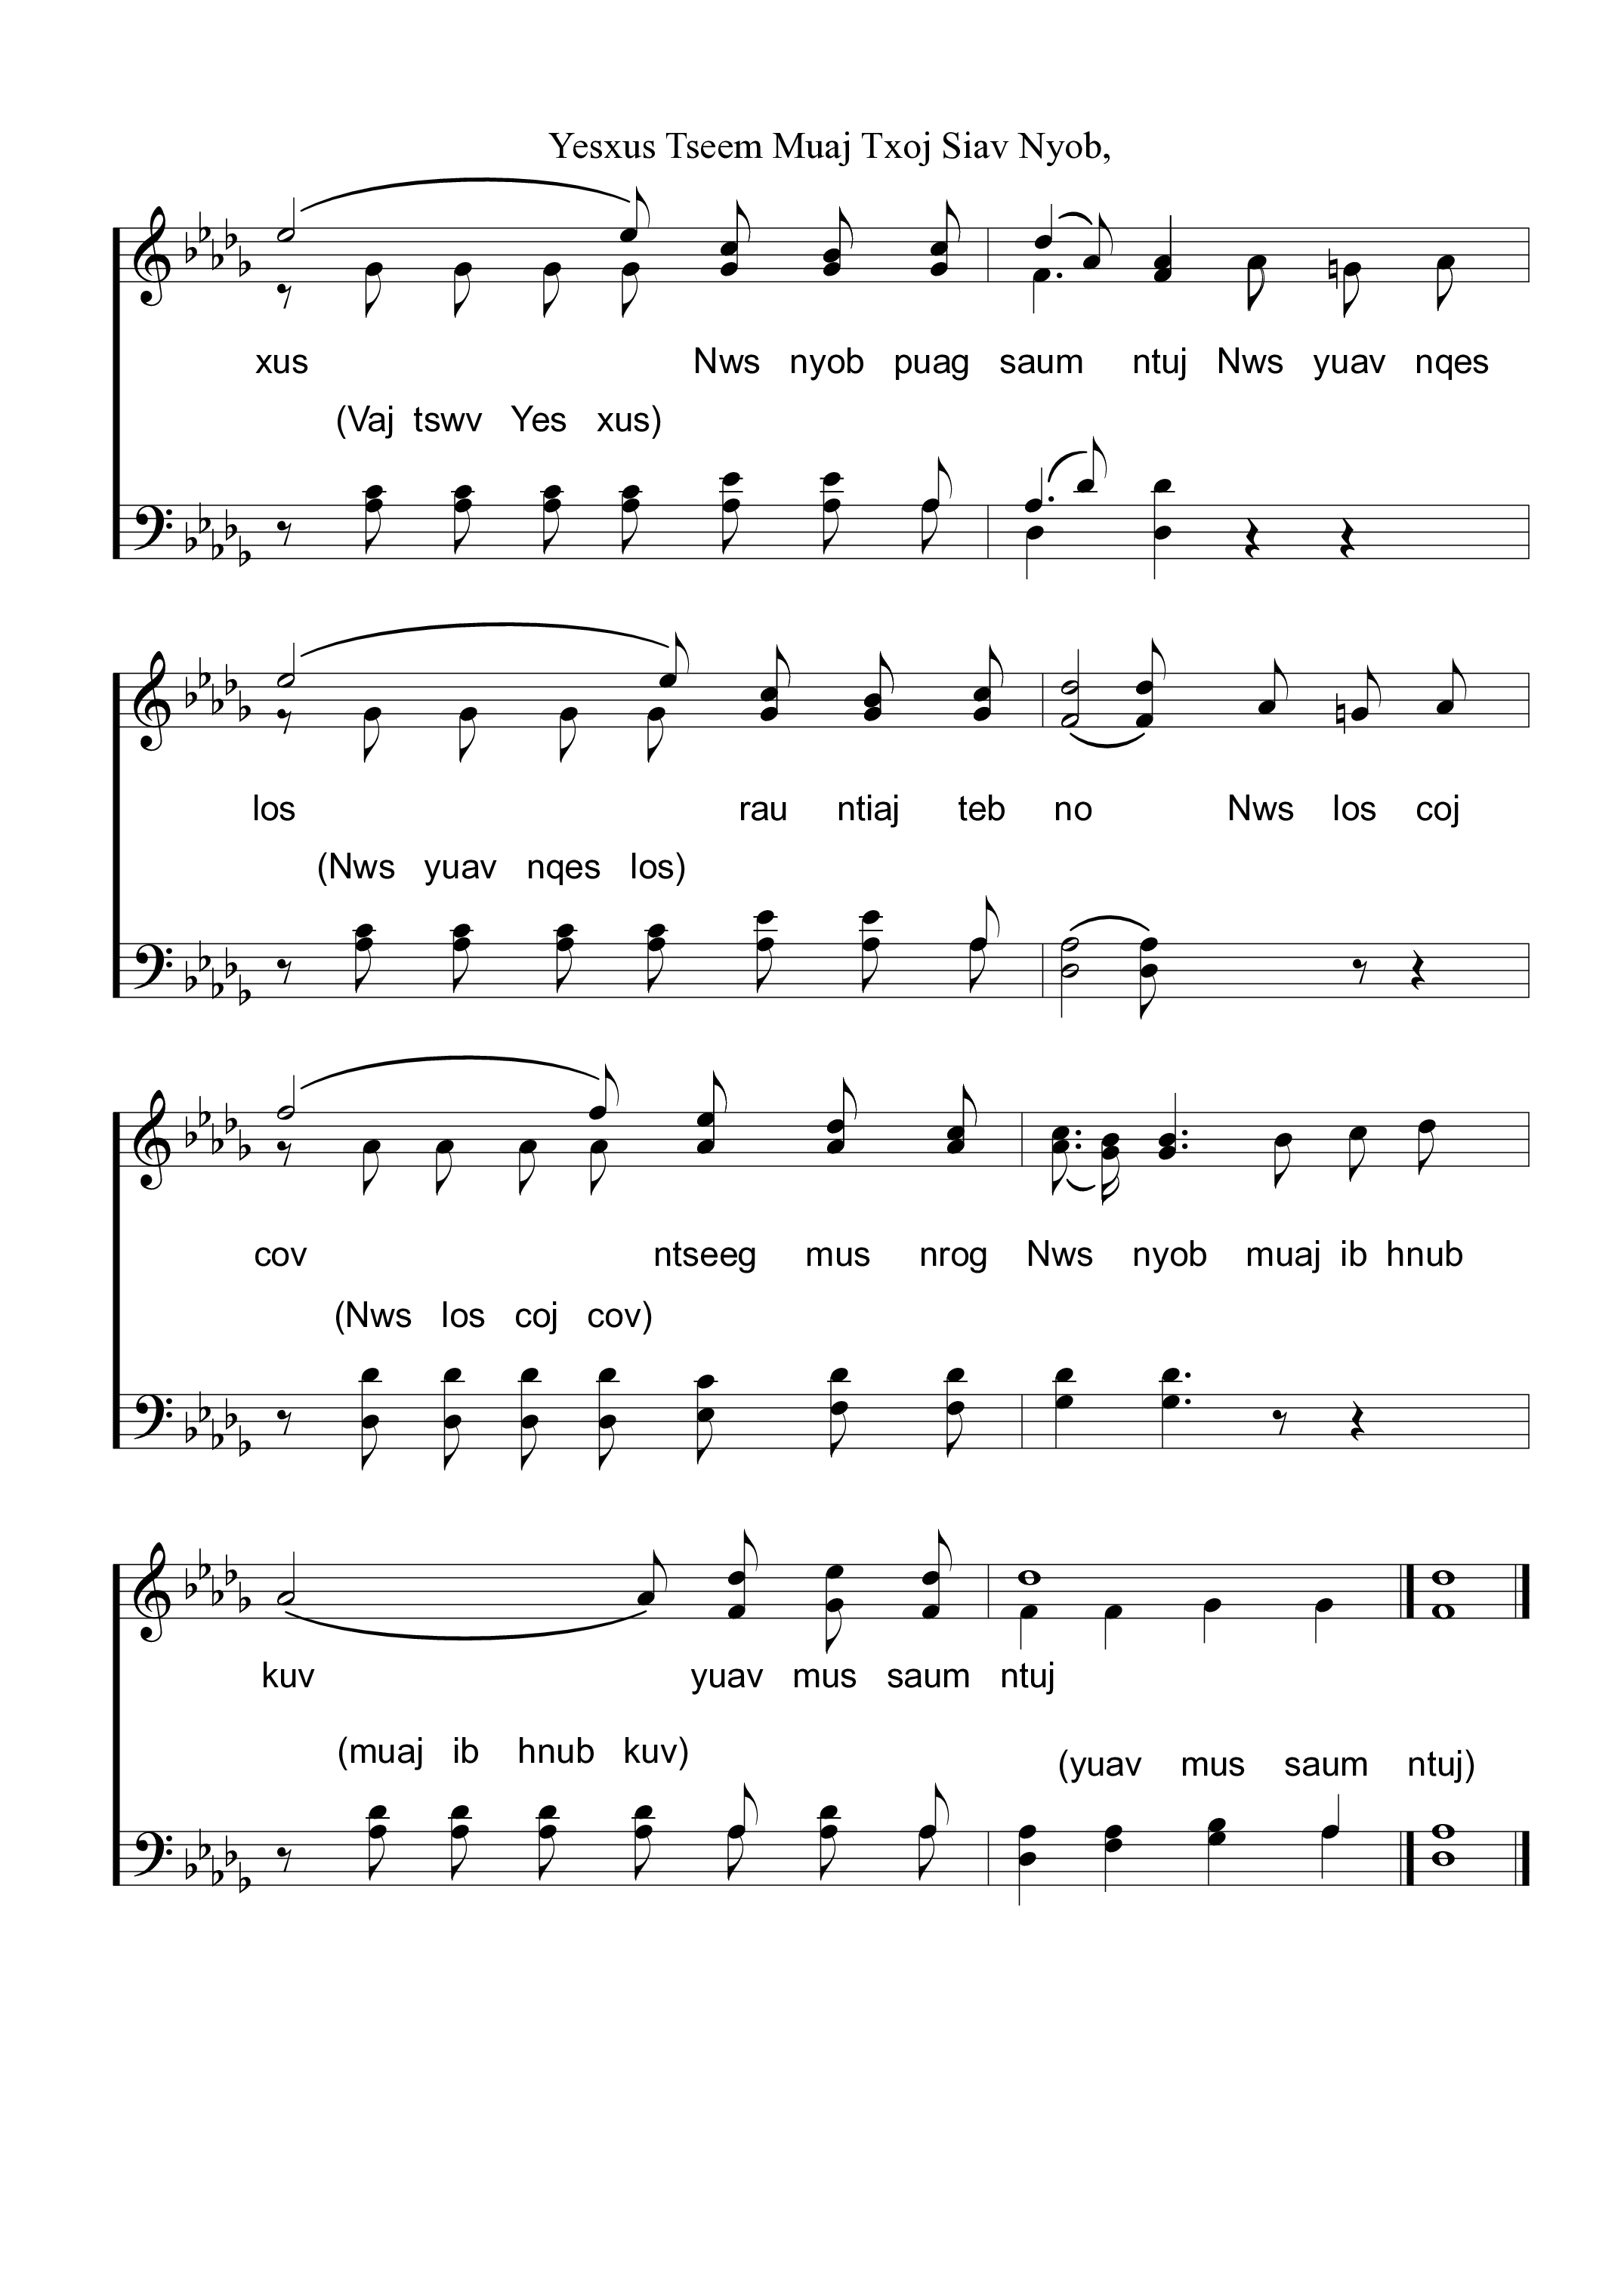 Yesxus Tseem Muaj Txoj Siav Nyob,
xus Nws nyob puag saum ntuj Nws yuav nqes
(Vaj tswv Yes xus)
los rau ntiaj teb no Nws los coj
(Nws yuav nqes los)
cov ntseeg mus nrog Nws nyob muaj ib hnub
(Nws los coj cov)
kuv yuav mus saum ntuj
(muaj ib hnub kuv) (yuav mus saum ntuj)